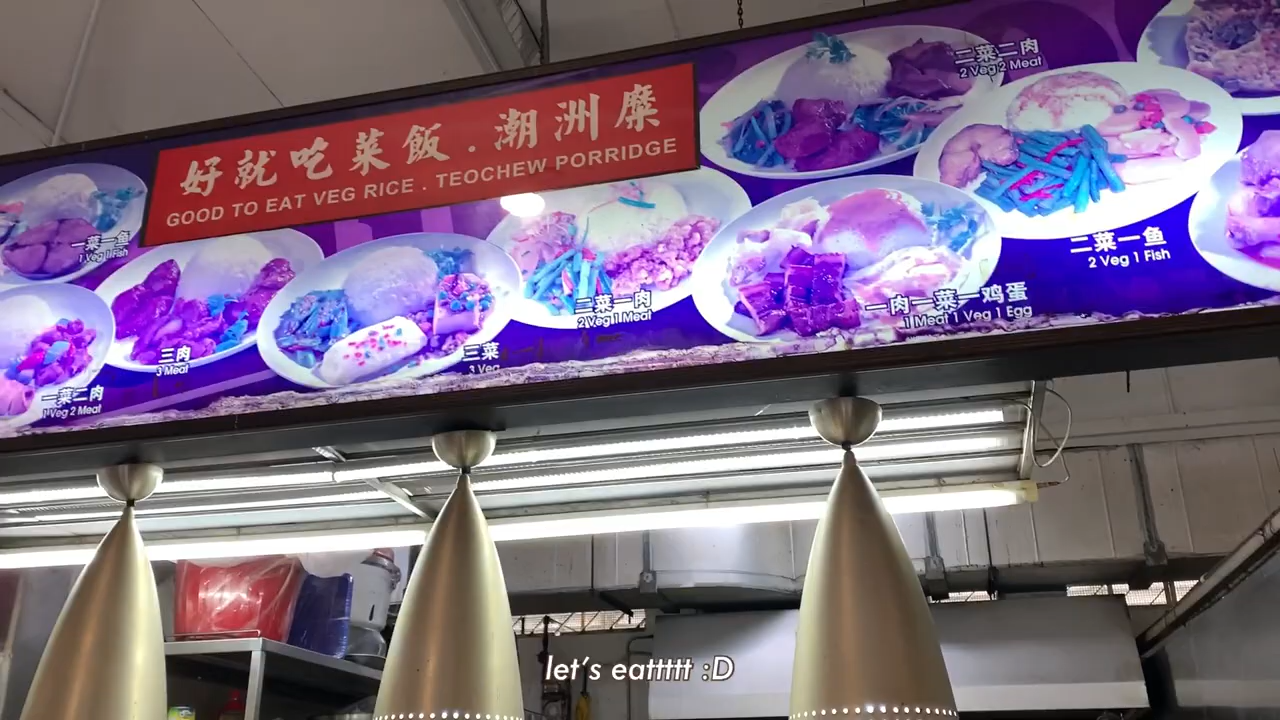 好就吃菜飯.潮洲糜
GOOD TO EAT VEG RICE . TEOCHEW PORRIDGE
二菜二肉
2 Veg 2 Meat
一菜一鱼
1 Veg 1 Fish
二菜一肉
2 Veg 1 Meat
二菜一鱼
2 Veg 1 Fish
一肉一菜一鸡蛋
1 Meat 1 Veg 1 Egg
三肉
3 Meat
三菜
3 Veg
一菜二肉
1 Veg 2 Meat
let's eattttt :D